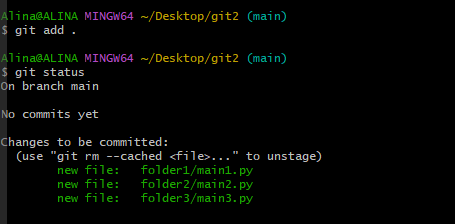 Alina@ALINA MINGW64 ~/Desktop/git2 (main)
$ git add .
Alina@ALINA MINGW64 ~/Desktop/git2 (main)
$ git status
On branch main
No commits yet
Changes to be committed:
(use "git rm --cached <file>..." to unstage)
new file: folder1/main1.py
new file: folder2/main2.py
new file: folder3/main3.py